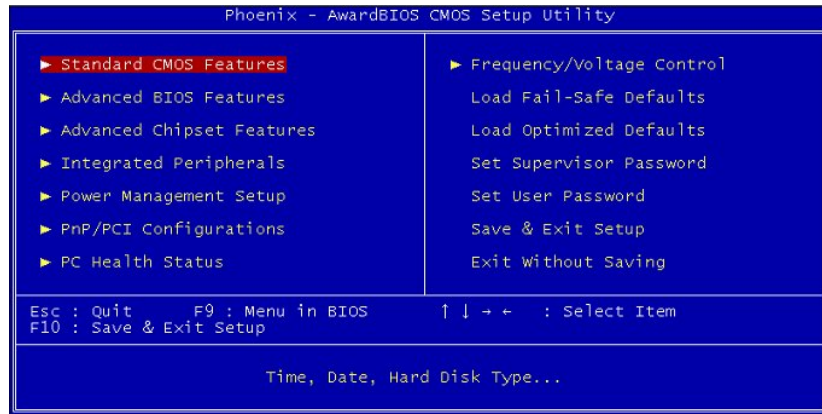 Phoenix - AwardBIOS CMOS Setup Utility
► Standard CMOS Features
► Advanced BIOS Features
► Advanced Chipset Features
► Integrated Peripherals
► Power Management Setup
► PnP/PCI Configurations
► PC Health Status
► Frequency/Voltage Control
Load Fail-Safe Defaults
Load Optimized Defaults
Set Supervisor Password
Set User Password
Save & Exit Setup
Exit Without Saving
Esc : Quit F9 : Menu in BIOS ↑ ↓ → ← : Select Item
F10 : Save & Exit Setup
Time, Date, Hard Disk Type...